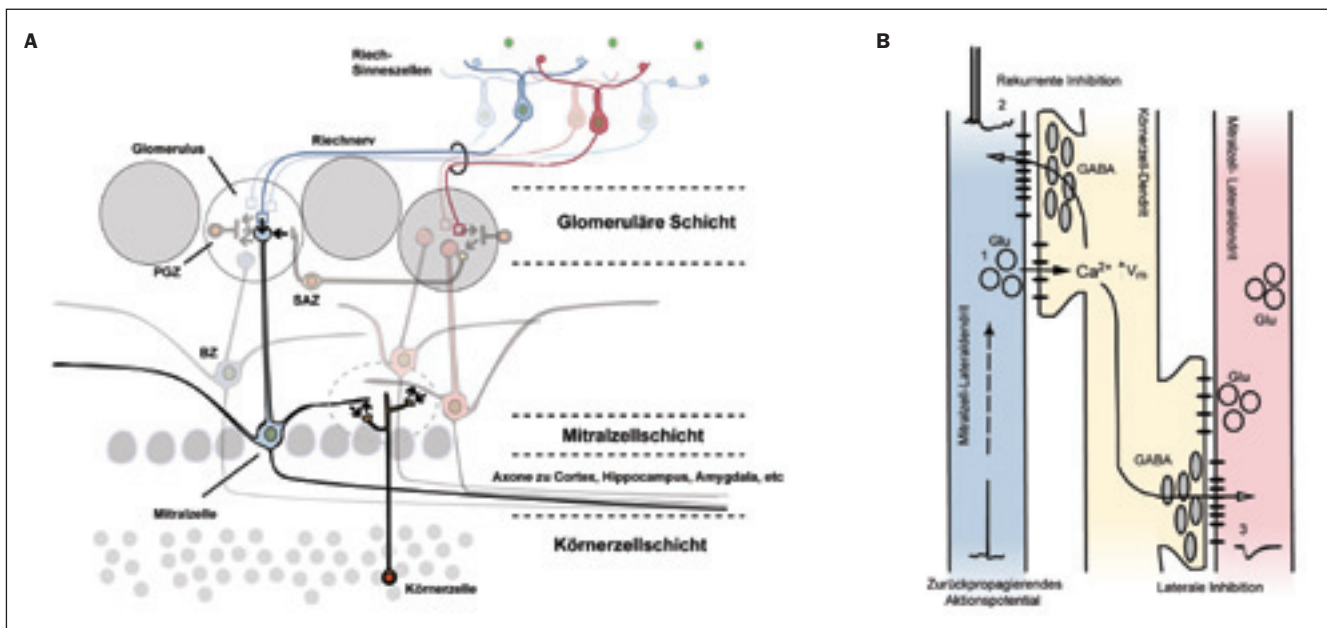 A
Riech-
Sinneszellen
Riechnerv
Glomerulus
Glomeruläre Schicht
PGZ
SAZ
BZ
Mitralzellschicht
Axone zu Cortex, Hippocampus, Amygdala, etc
Mitralzelle
Körnerzellschicht
Körnerzelle
B
Rekurrente Inhibition
2
Körnerzell-Dendrit
Mitralzell- Lateraldendrit
GABA
Glu
1
Ca2+ +Vm
Glu
Mitralzell-Lateraldendrit
Glu
GABA
3
Zurückpropagierendes
Aktionspotential
Laterale Inhibition